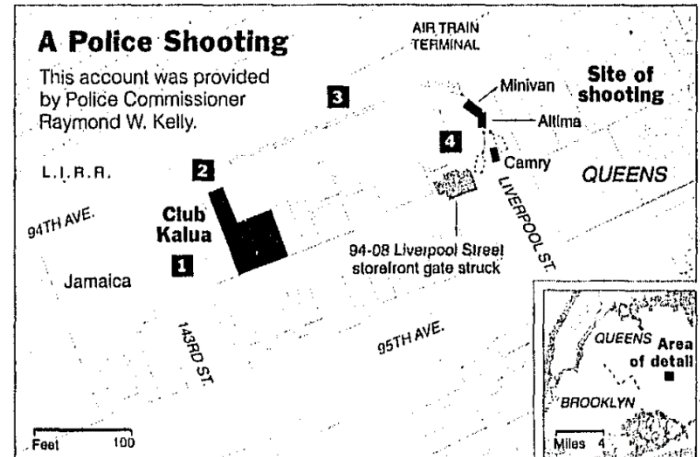 A Police Shooting
This account was provided
by Police Commissioner
Raymond W. Kelly.
AIR TRAIN
TERMINAL
Minivan
Site of
shooting
Altima
3
4
Camry
QUEENS
L.I.R.R.
2
94TH AVE.
Club
Kalua
1
Jamaica
LIVERPOOL ST.
94-08 Liverpool Street
storefront gate struck
143RD ST.
95TH AVE.
QUEENS
Area
of detail
BROOKLYN
Feet 100
Miles 4